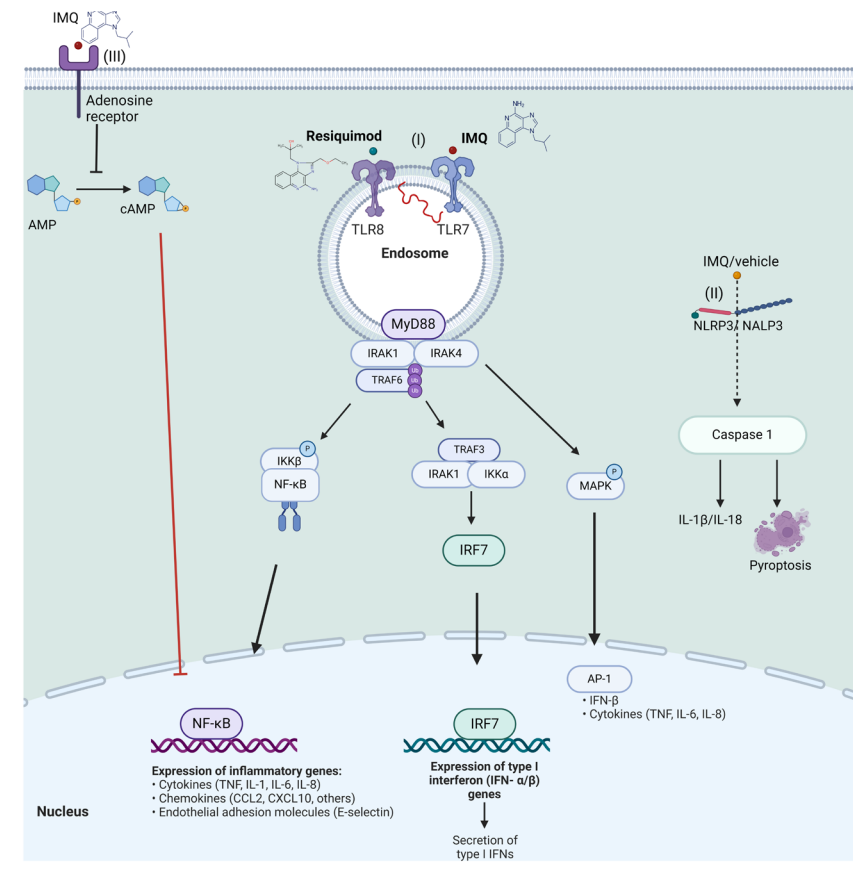 IMQ
(III)
Adenosine
receptor
AMP
cAMP
Resiquimod
(I)
IMQ
TLR8
TLR7
Endosome
MyD88
IRAK1
IRAK4
TRAF6
Ub
Ub
Ub
IMQ/vehicle
(II)
NLRP3/ NALP3
Caspase 1
IL-1β/IL-18
Pyroptosis
P
IKKβ
NF-κB
TRAF3
IRAK1
IKKα
IRF7
P
MAPK
AP-1
• IFN-β
• Cytokines (TNF, IL-6, IL-8)
NF-κB
Expression of inflammatory genes:
• Cytokines (TNF, IL-1, IL-6, IL-8)
• Chemokines (CCL2, CXCL10, others)
• Endothelial adhesion molecules (E-selectin)
IRF7
Expression of type I
interferon (IFN- α/β)
genes
Secretion of
type I IFNs
Nucleus